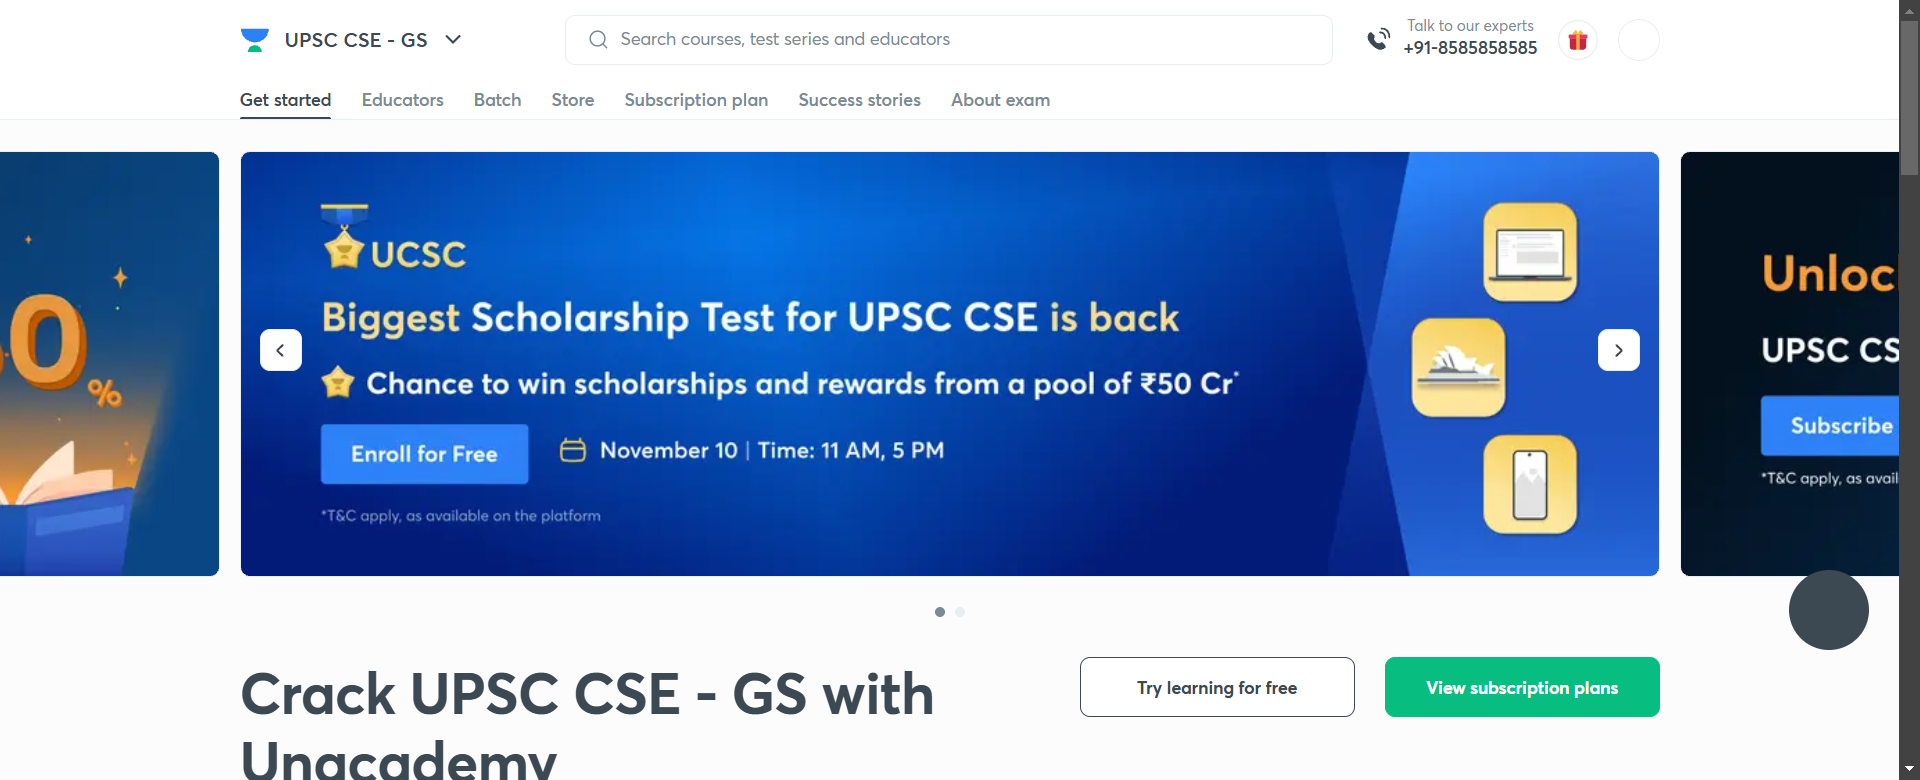 UPSC CSE - GS
Search courses, test series and educators
Talk to our experts
+91-8585858585
Get started
Educators
Batch
Store
Subscription plan
Success stories
About exam
0
%
UCSC
Biggest Scholarship Test for UPSC CSE is back
Chance to win scholarships and rewards from a pool of ₹50 Cr*
Enroll for Free
November 10 | Time: 11 AM, 5 PM
*T&C apply, as available on the platform
Unloc
UPSC CS
Subscribe
*T&C apply, as avail
Crack UPSC CSE - GS with
Unacademy
Try learning for free
View subscription plans